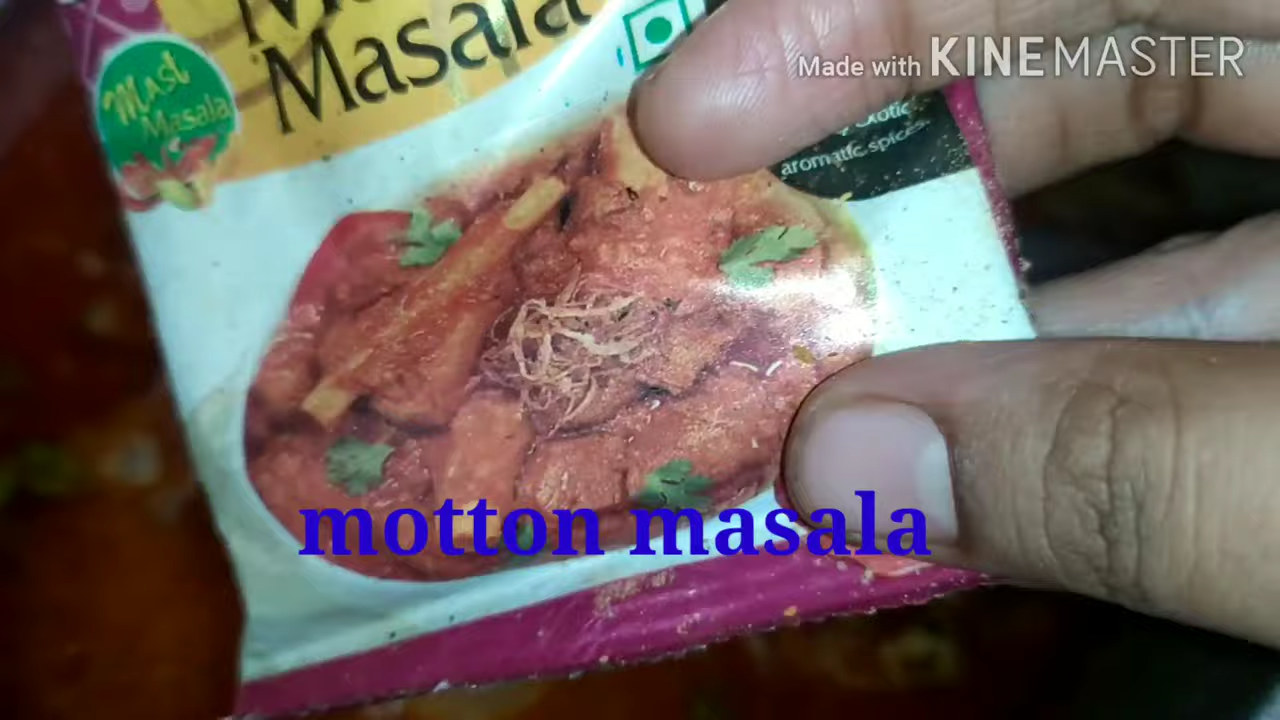 Masala
Mast
Masala
Made with KINEMASTER
aromatic spices
motton masala